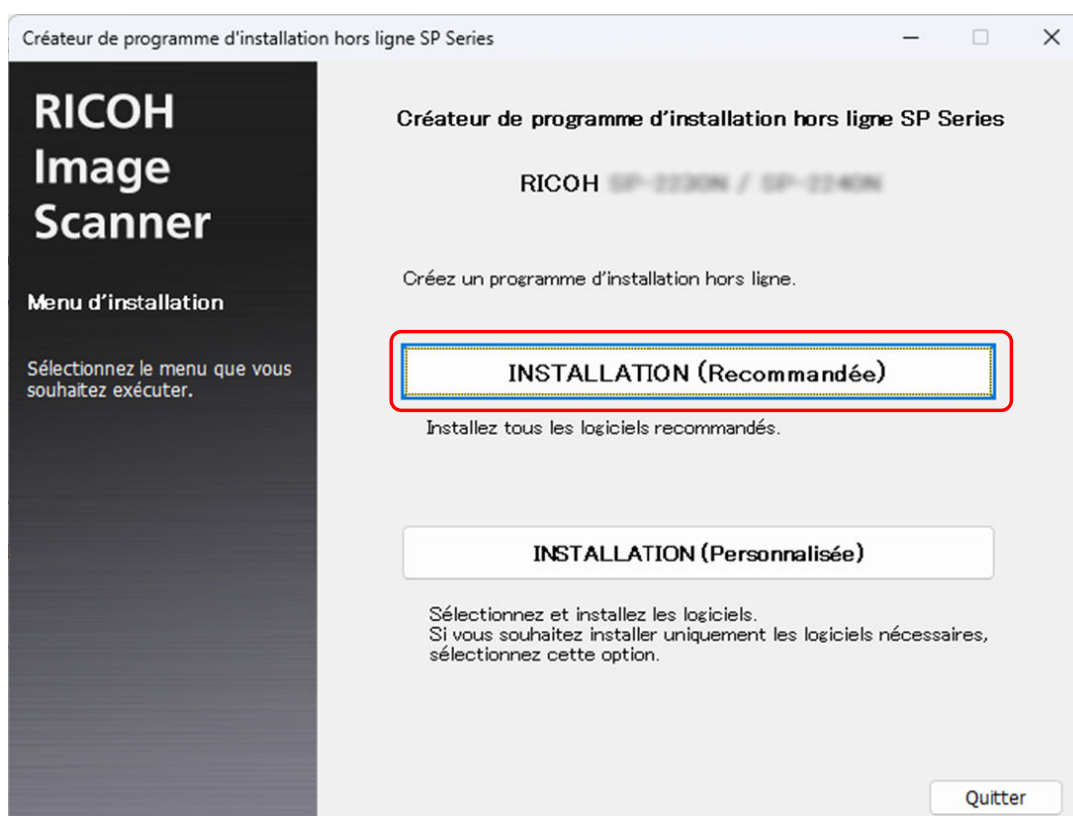 Créateur de programme d'installation hors ligne SP Series
RICOH
Image
Scanner
Menu d'installation
Sélectionnez le menu que vous
souhaitez exécuter.
Créateur de programme d'installation hors ligne SP Series
RICOH
Créez un programme d'installation hors ligne.
INSTALLATION (Recommandée)
Installez tous les logiciels recommandés.
INSTALLATION (Personnalisée)
Sélectionnez et installez les logiciels.
Si vous souhaitez installer uniquement les logiciels nécessaires,
sélectionnez cette option.
Quitter